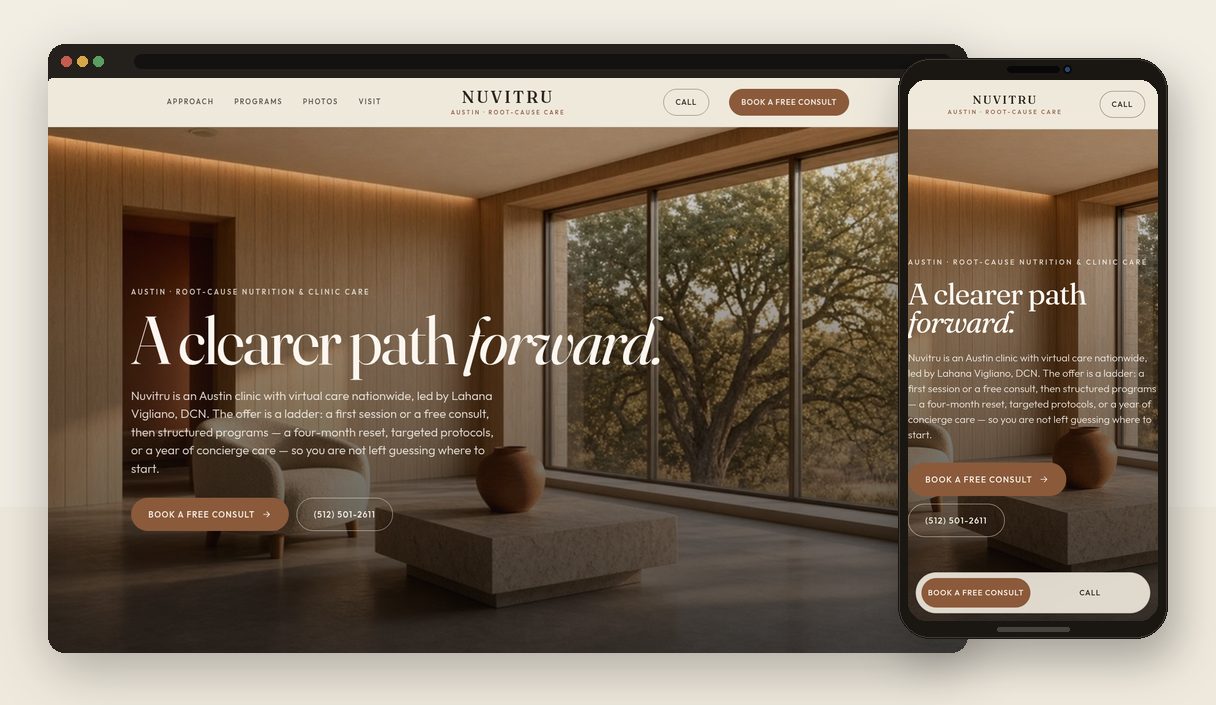 APPROACH PROGRAMS PHOTOS VISIT
NUVITRU
AUSTIN · ROOT-CAUSE CARE
CALL
BOOK A FREE CONSULT
AUSTIN · ROOT-CAUSE NUTRITION & CLINIC CARE
A clearer path forward.
Nuvitru is an Austin clinic with virtual care nationwide, led by Lahana
Vigliano, DCN. The offer is a ladder: a first session or a free consult,
then structured programs — a four-month reset, targeted protocols,
or a year of concierge care — so you are not left guessing where to
start.
BOOK A FREE CONSULT →
(512) 501-2611
NUVITRU
AUSTIN · ROOT-CAUSE CARE
CALL
AUSTIN · ROOT-CAUSE NUTRITION & CLINIC CARE
A clearer path
forward.
Nuvitru is an Austin clinic with virtual care nationwide,
led by Lahana Vigliano, DCN. The offer is a ladder: a
first session or a free consult, then structured programs
— a four-month reset, targeted protocols, or a year of
concierge care — so you are not left guessing where to
start.
BOOK A FREE CONSULT →
(512) 501-2611
BOOK A FREE CONSULT
CALL